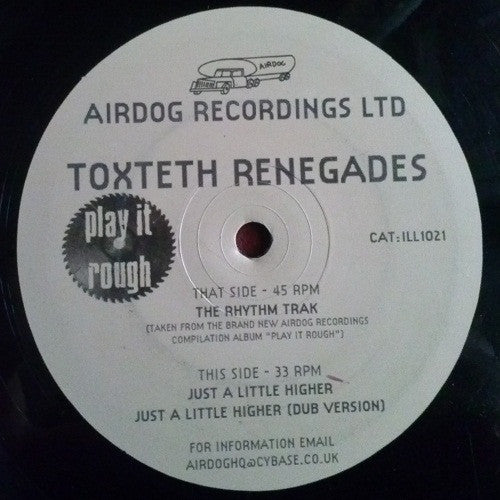 AIRDOG
AIRDOG RECORDINGS LTD
TOXTETH RENEGADES
play it
rough
CAT:ILL1021
THAT SIDE - 45 RPM
THE RHYTHM TRAK
(TAKEN FROM THE BRAND NEW AIRDOG RECORDINGS
COMPILATION ALBUM "PLAY IT ROUGH")
THIS SIDE - 33 RPM
JUST A LITTLE HIGHER
JUST A LITTLE HIGHER (DUB VERSION)
FOR INFORMATION EMAIL
AIRDOGHQ@CYBASE.CO.UK